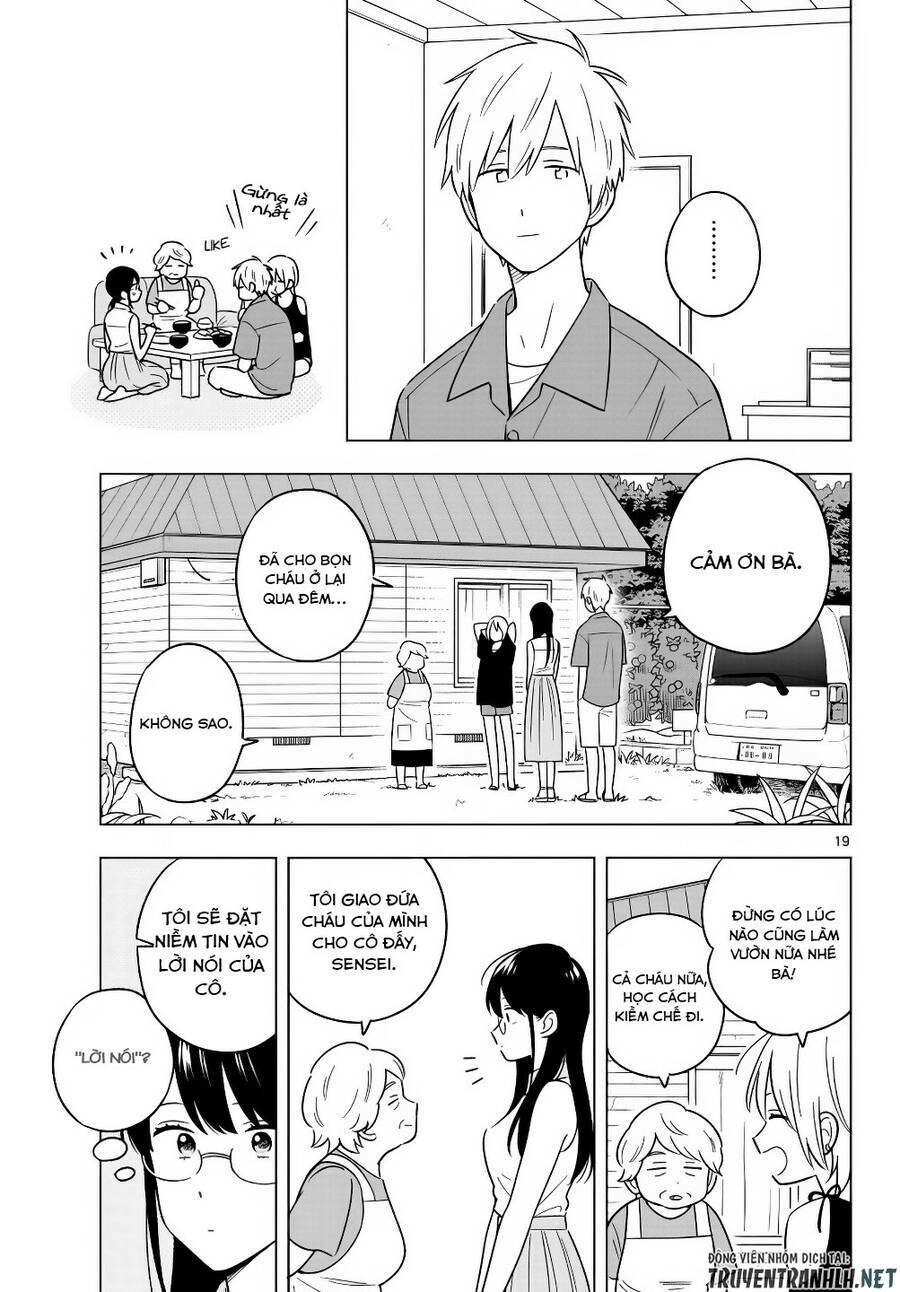 .......
Gừng là
nhất
LIKE
CẢM ƠN BÀ.
ĐÃ CHO BỌN
CHÁU Ở LẠI
QUA ĐÊM...
KHÔNG SAO.
19
ĐỪNG CÓ LÚC
NÀO CŨNG LÀM
VƯỜN NỮA NHÉ
BÀ!
CẢ CHÁU NỮA,
HỌC CÁCH
KIỀM CHẾ ĐI.
TÔI GIAO ĐỨA
CHÁU CỦA MÌNH
CHO CÔ ĐẤY,
SENSEI.
TÔI SẼ ĐẶT
NIỀM TIN VÀO
LỜI NÓI CỦA
CÔ.
"LỜI NÓI"?
ĐỘNG VIÊN NHÓM DỊCH TẠI:
TRUYENTRANHLH.NET